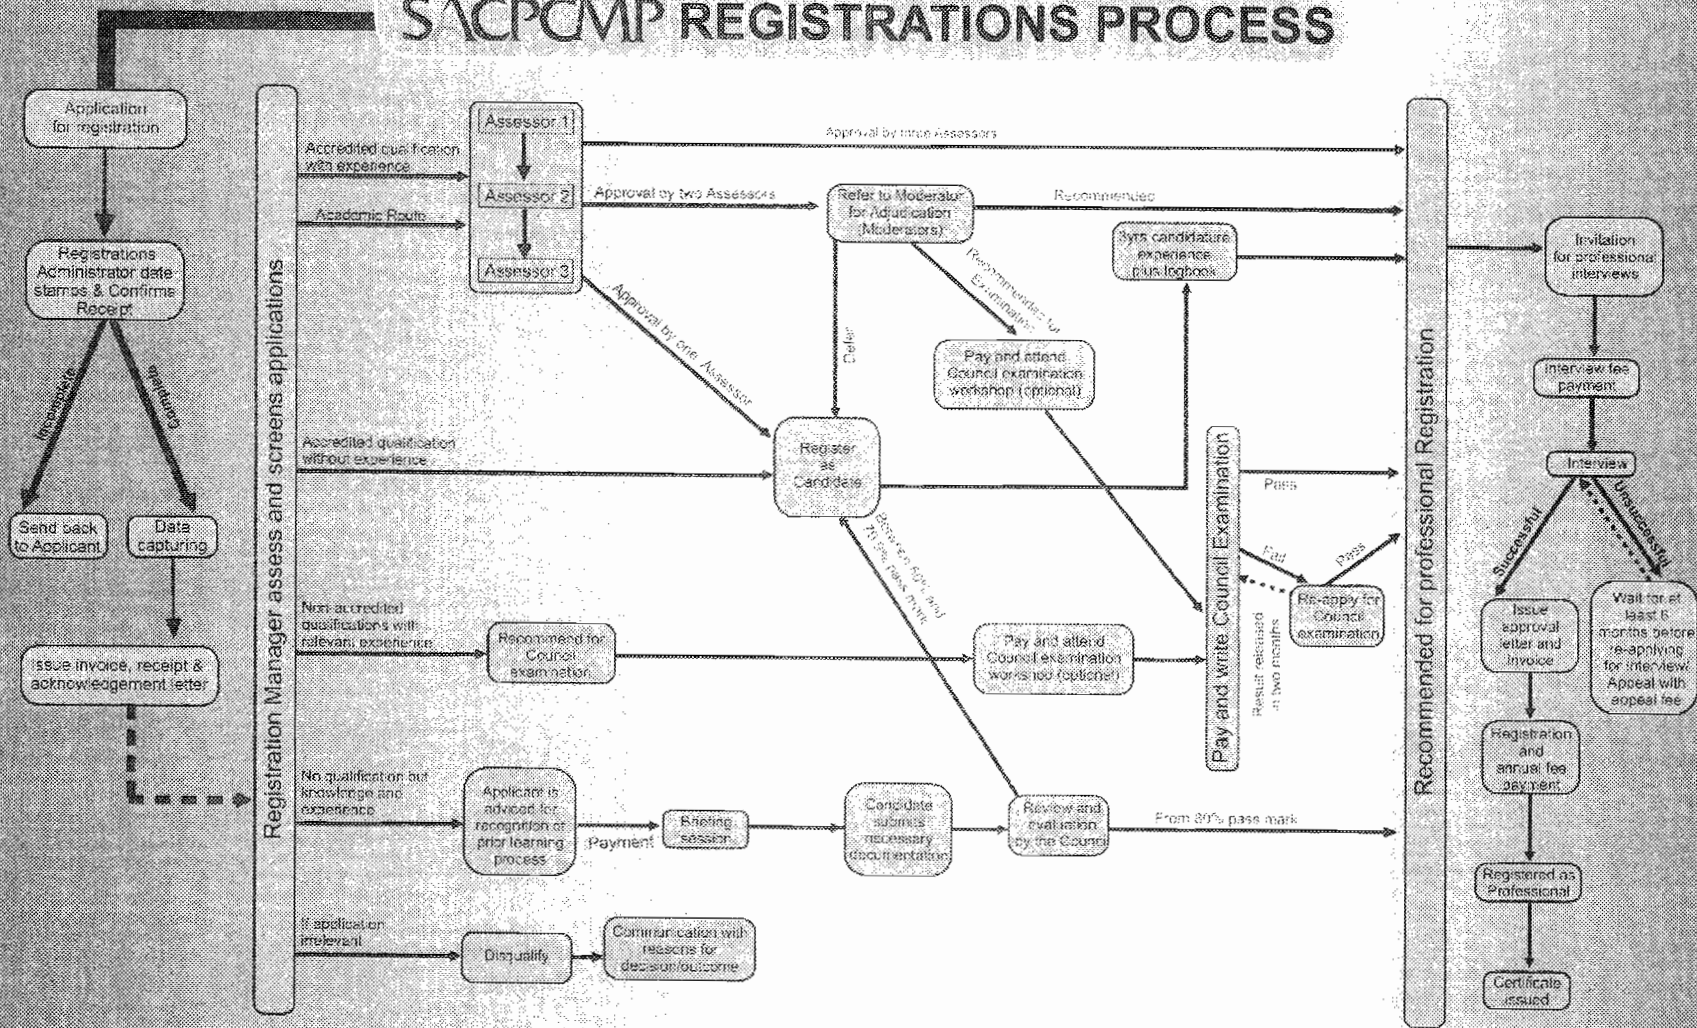 SACPCMP REGISTRATIONS PROCESS
Application
for registration
Registrations
Administrator date
stamps & Confirms
Receipt
Incomplete
Complete
Send back
to Applicant
Data
capturing
Issue invoice, receipt &
acknowledgement letter
Registration Manager assess and screens applications
Accredited qualification
with experience
Academic Route
Assessor 1
Assessor 2
Assessor 3
Approval by three Assessors
Approval by two Assessors
Approval by one Assessor
Refer to Moderator
for Adjudication
(Moderators)
Recommended
Defer
Recommended for
Examination
3yrs candidature
experience
plus logbook
Pay and attend
Council examination
workshop (optional)
Accredited qualification
without experience
Register
as
Candidate
Between 50% and
79.9% pass mark
Non-accredited
qualifications with
relevant experience
Recommend for
Council
examination
Pay and attend
Council examination
workshop (optional)
Pay and write Council Examination
Pass
Fail
Pass
Re-apply for
Council
examination
Result released
in two months
No qualification but
knowledge and
experience
Applicant is
adviced for
recognition of
prior learning
process
Payment
Briefing
session
Candidate
submits
necessary
documentation
Review and
evaluation
by the Council
From 80% pass mark
If application
irrelevant
Disqualify
Communication with
reasons for
decision/outcome
Recommended for professional Registration
Invitation
for professional
interviews
Interview fee
payment
Interview
Successful
Unsuccessful
Issue
approval
letter and
Invoice
Wait for at
least 6
months before
re-applying
for interview/
Appeal with
appeal fee
Registration
and
annual fee
payment
Registered as
Professional
Certificate
issued